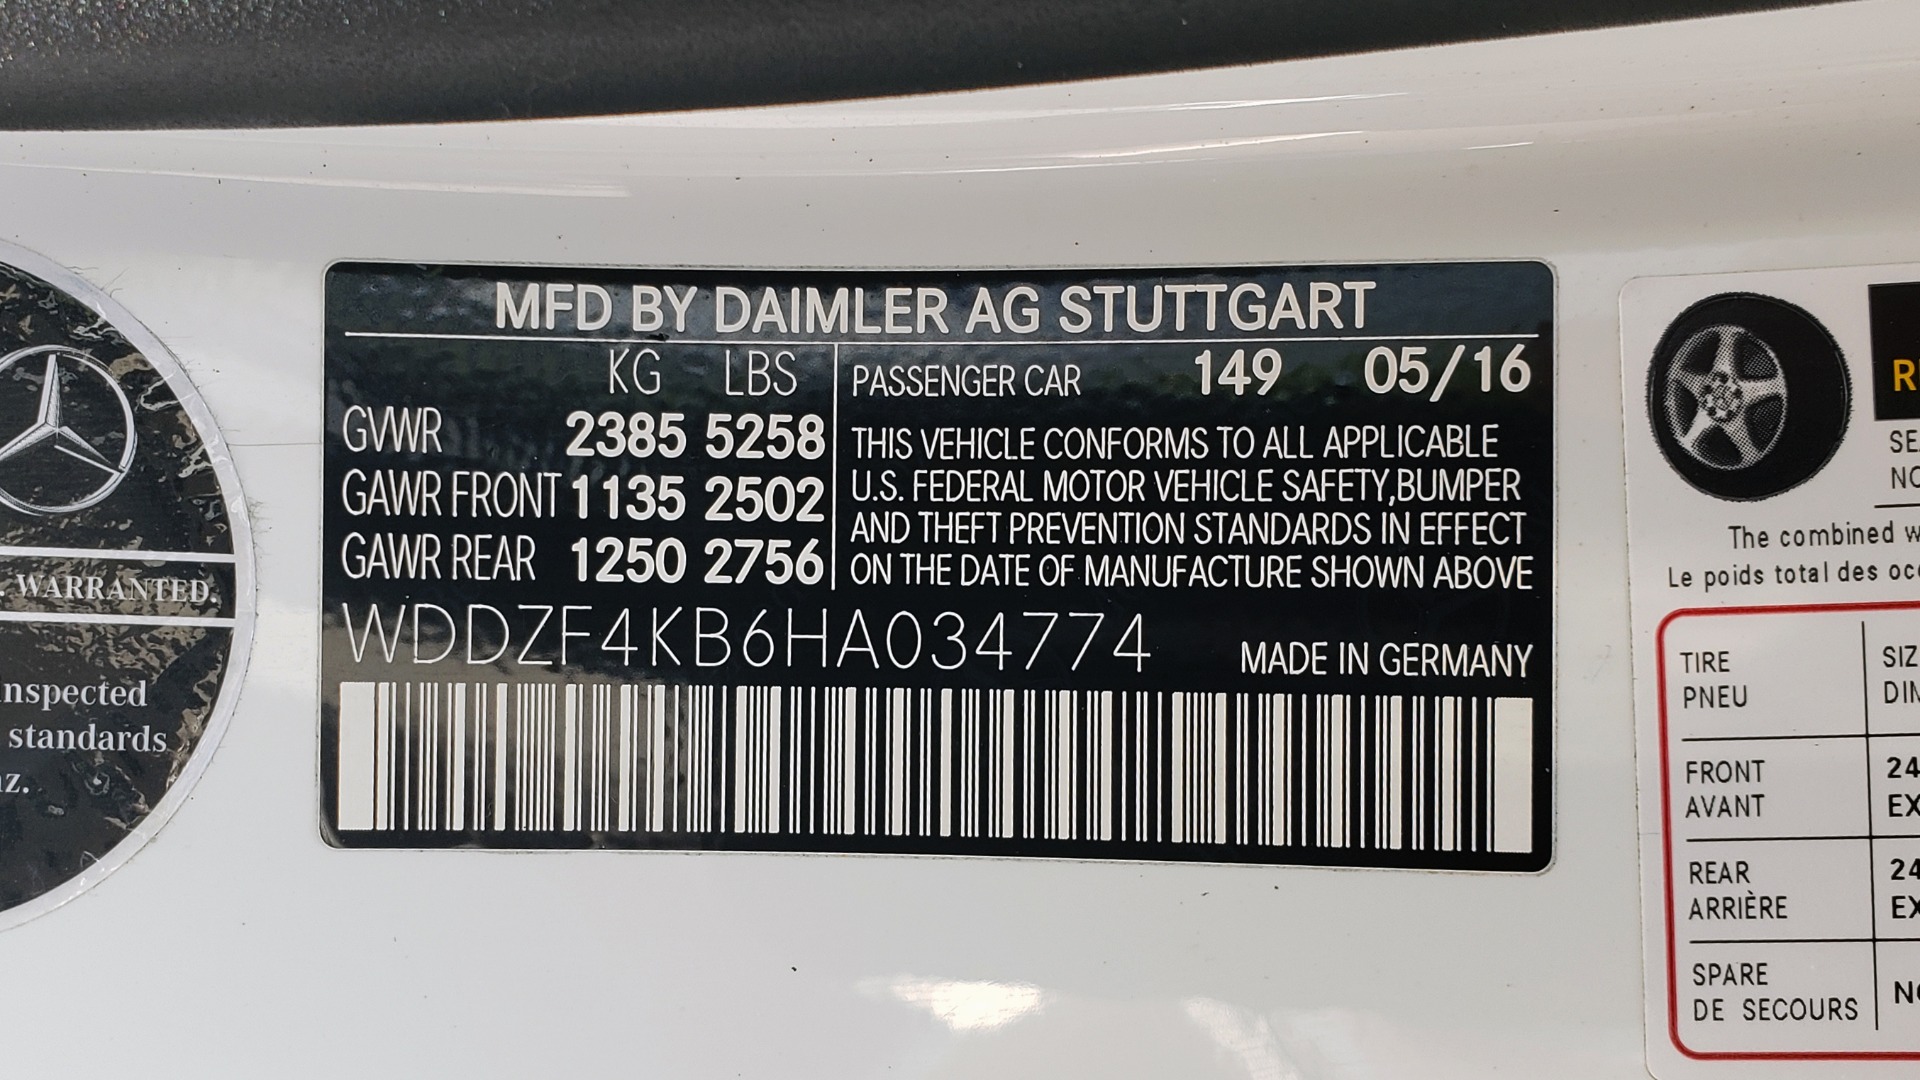 MFD BY DAIMLER AG STUTTGART
KG LBS
GVWR 2385 5258
GAWR FRONT 1135 2502
GAWR REAR 1250 2756
PASSENGER CAR 149 05/16
THIS VEHICLE CONFORMS TO ALL APPLICABLE
U.S. FEDERAL MOTOR VEHICLE SAFETY,BUMPER
AND THEFT PREVENTION STANDARDS IN EFFECT
ON THE DATE OF MANUFACTURE SHOWN ABOVE
WDDZF4KB6HA034774
MADE IN GERMANY
WARRANTED.
standards
The combined
Le poids total des
TIRE
PNEU
FRONT
AVANT
REAR
ARRIÈRE
SPARE
DE SECOURS